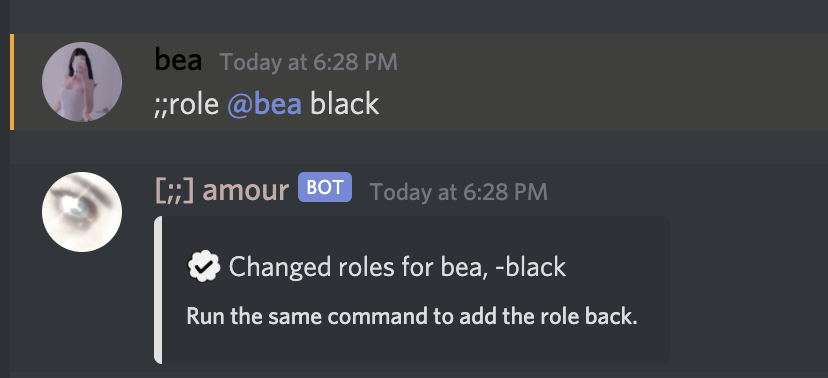 bea Today at 6:28 PM
;;role @bea black
[;;] amour BOT Today at 6:28 PM
Changed roles for bea, -black
Run the same command to add the role back.